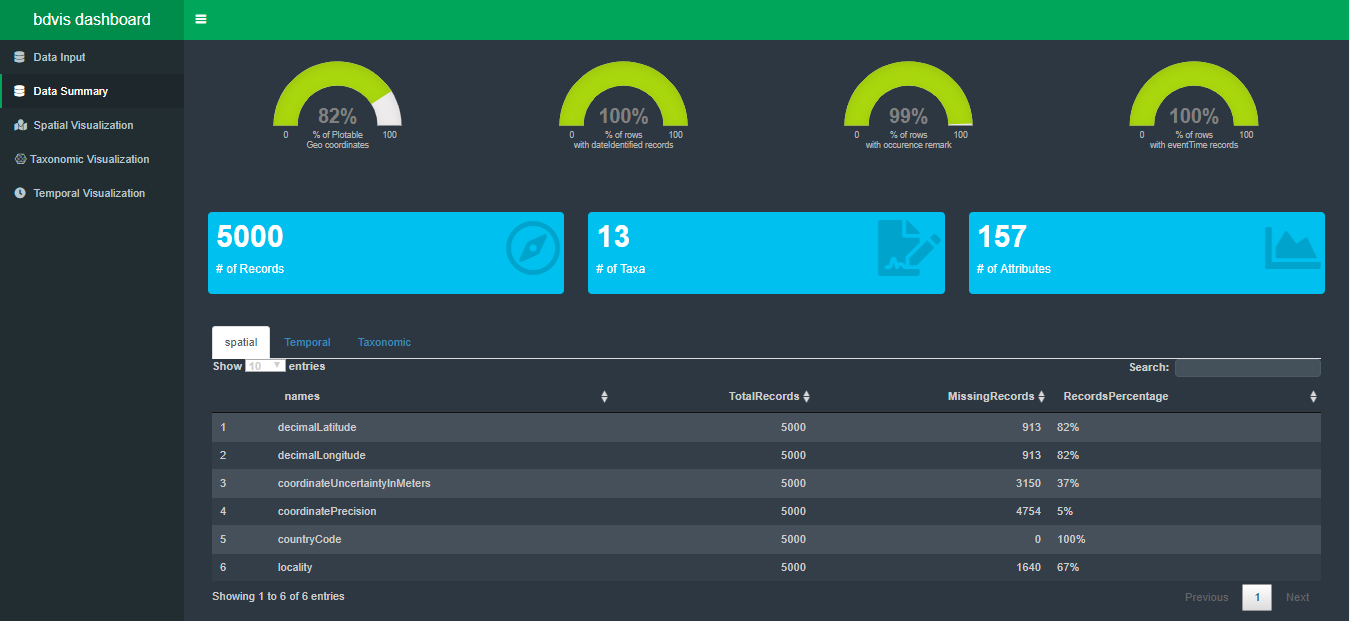 bdvis dashboard
Data Input
Data Summary
Spatial Visualization
Taxonomic Visualization
Temporal Visualization
82%
0 % of Plotable 100
Geo coordinates
100%
0 % of rows 100
with dateIdentified records
99%
0 % of rows 100
with occurence remark
100%
0 % of rows 100
with eventTime records
5000
# of Records
13
# of Taxa
157
# of Attributes
spatial Temporal Taxonomic
Show 10 entries Search:
names TotalRecords MissingRecords RecordsPercentage
1 decimalLatitude 5000 913 82%
2 decimalLongitude 5000 913 82%
3 coordinateUncertaintyInMeters 5000 3150 37%
4 coordinatePrecision 5000 4754 5%
5 countryCode 5000 0 100%
6 locality 5000 1640 67%
Showing 1 to 6 of 6 entries Previous 1 Next